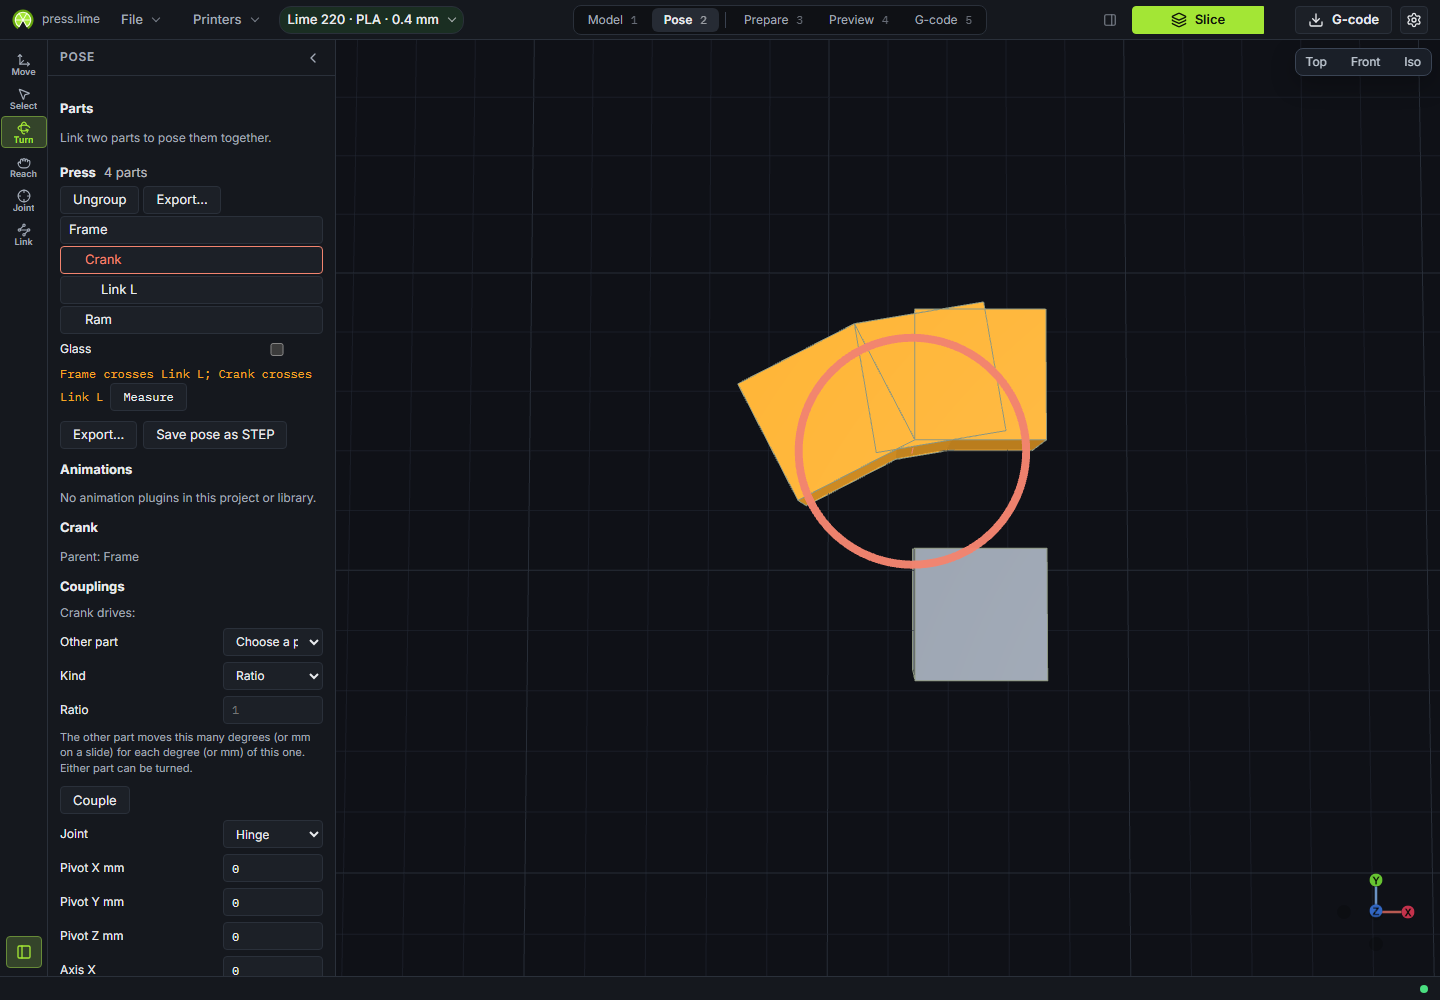 press.lime
File
Printers
Lime 220 · PLA · 0.4 mm
Model 1
Pose 2
Prepare 3
Preview 4
G-code 5
Slice
G-code
Move
Select
Turn
Reach
Joint
Link
POSE
Top
Front
Iso
Parts
Link two parts to pose them together.
Press 4 parts
Ungroup
Export...
Frame
Crank
Link L
Ram
Glass
Frame crosses Link L; Crank crosses
Link L
Measure
Export...
Save pose as STEP
Animations
No animation plugins in this project or library.
Crank
Parent: Frame
Couplings
Crank drives:
Other part
Choose a p
Kind
Ratio
Ratio
1
The other part moves this many degrees (or mm
on a slide) for each degree (or mm) of this one.
Either part can be turned.
Couple
Joint
Hinge
Pivot X mm
0
Pivot Y mm
0
Pivot Z mm
0
Axis X
0
Y
Z
X